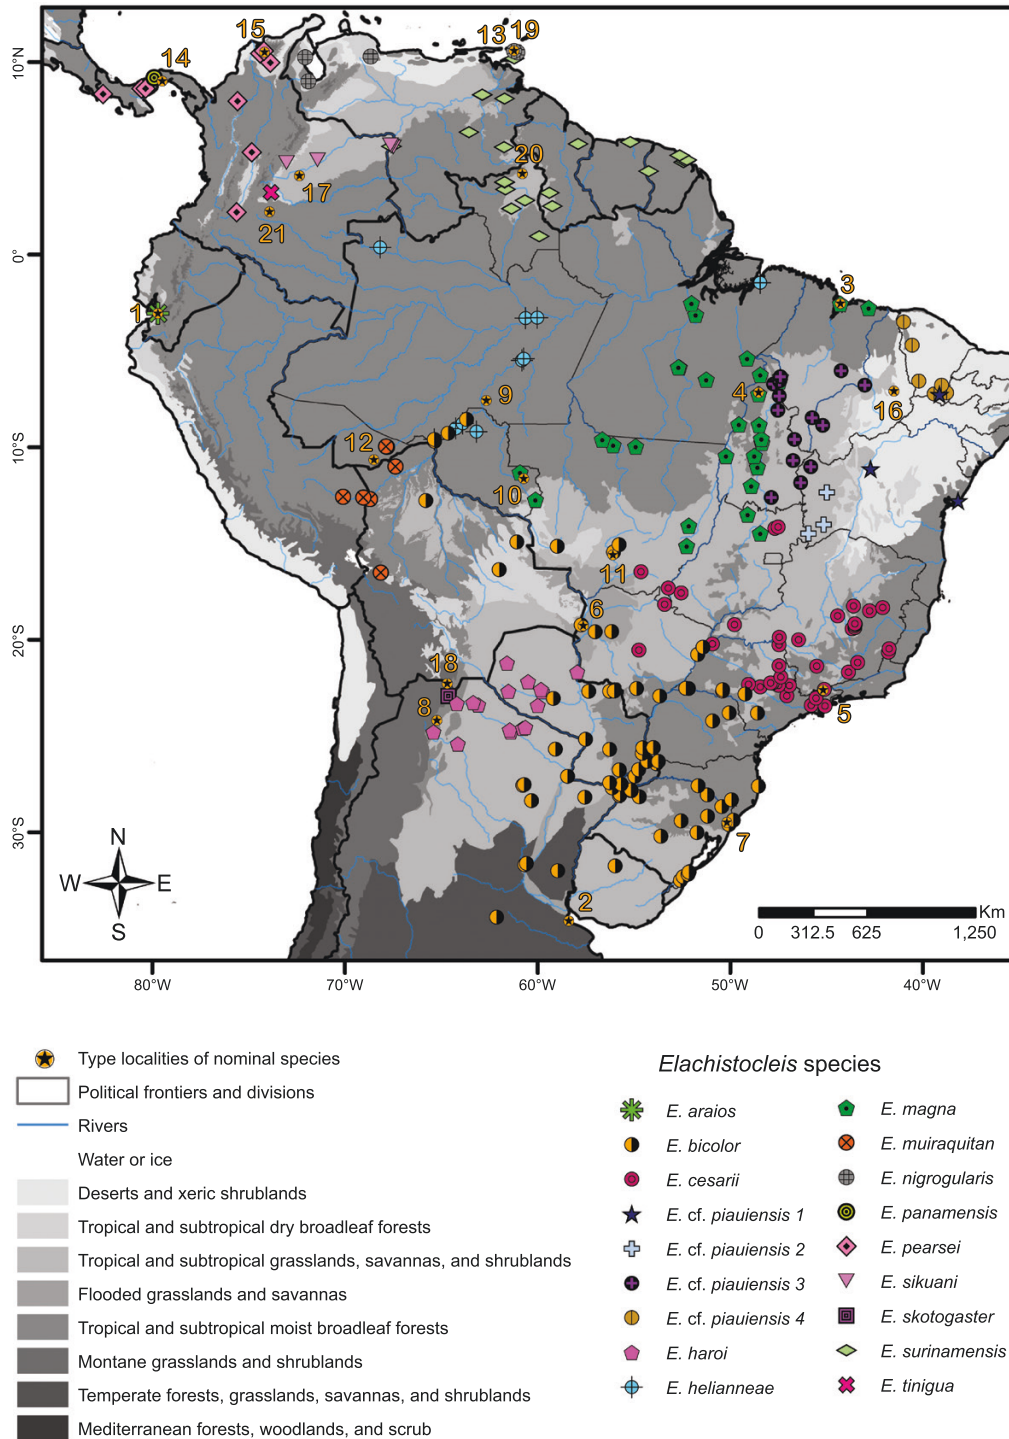 15
14
13 19
20
17
21
1
3
4
16
9
12
10
11
6
18
8
5
7
2
10°N
0°
10°S
20°S
30°S
N
W E
S
Km
0 312.5 625 1,250
80°W 70°W 60°W 50°W 40°W
Type localities of nominal species
Political frontiers and divisions
Rivers
Water or ice
Deserts and xeric shrublands
Tropical and subtropical dry broadleaf forests
Tropical and subtropical grasslands, savannas, and shrublands
Flooded grasslands and savannas
Tropical and subtropical moist broadleaf forests
Montane grasslands and shrublands
Temperate forests, grasslands, savannas, and shrublands
Mediterranean forests, woodlands, and scrub
Elachistocleis species
E. araios
E. bicolor
E. cesarii
E. cf. piauiensis 1
E. cf. piauiensis 2
E. cf. piauiensis 3
E. cf. piauiensis 4
E. haroi
E. helianneae
E. magna
E. muiraquitan
E. nigrogularis
E. panamensis
E. pearsei
E. sikuani
E. skotogaster
E. surinamensis
E. tinigua